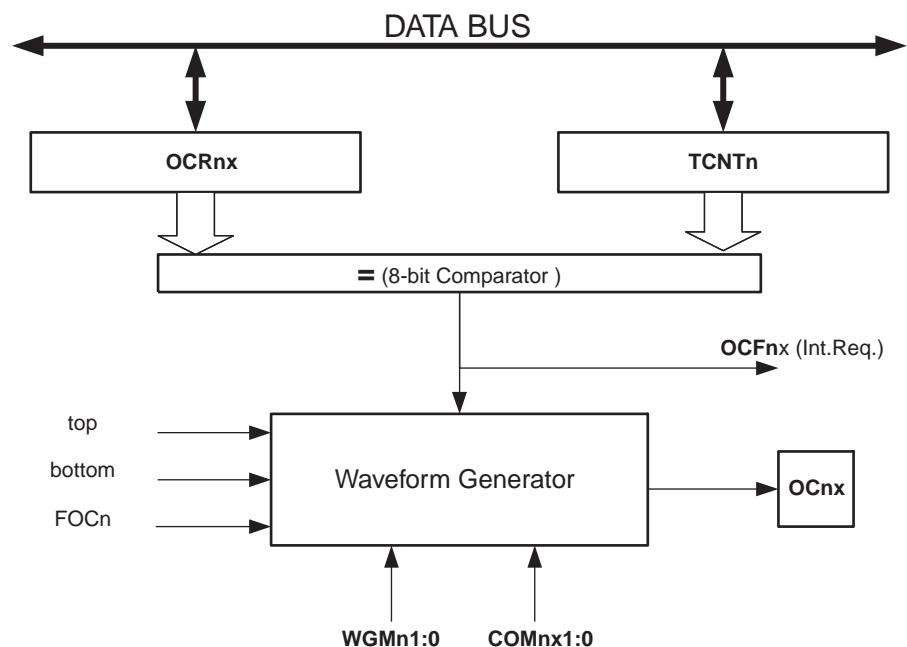 DATA BUS
OCRnx
TCNTn
= (8-bit Comparator )
OCFnx (Int.Req.)
top
bottom
FOCn
Waveform Generator
OCnx
WGMn1:0
COMnx1:0